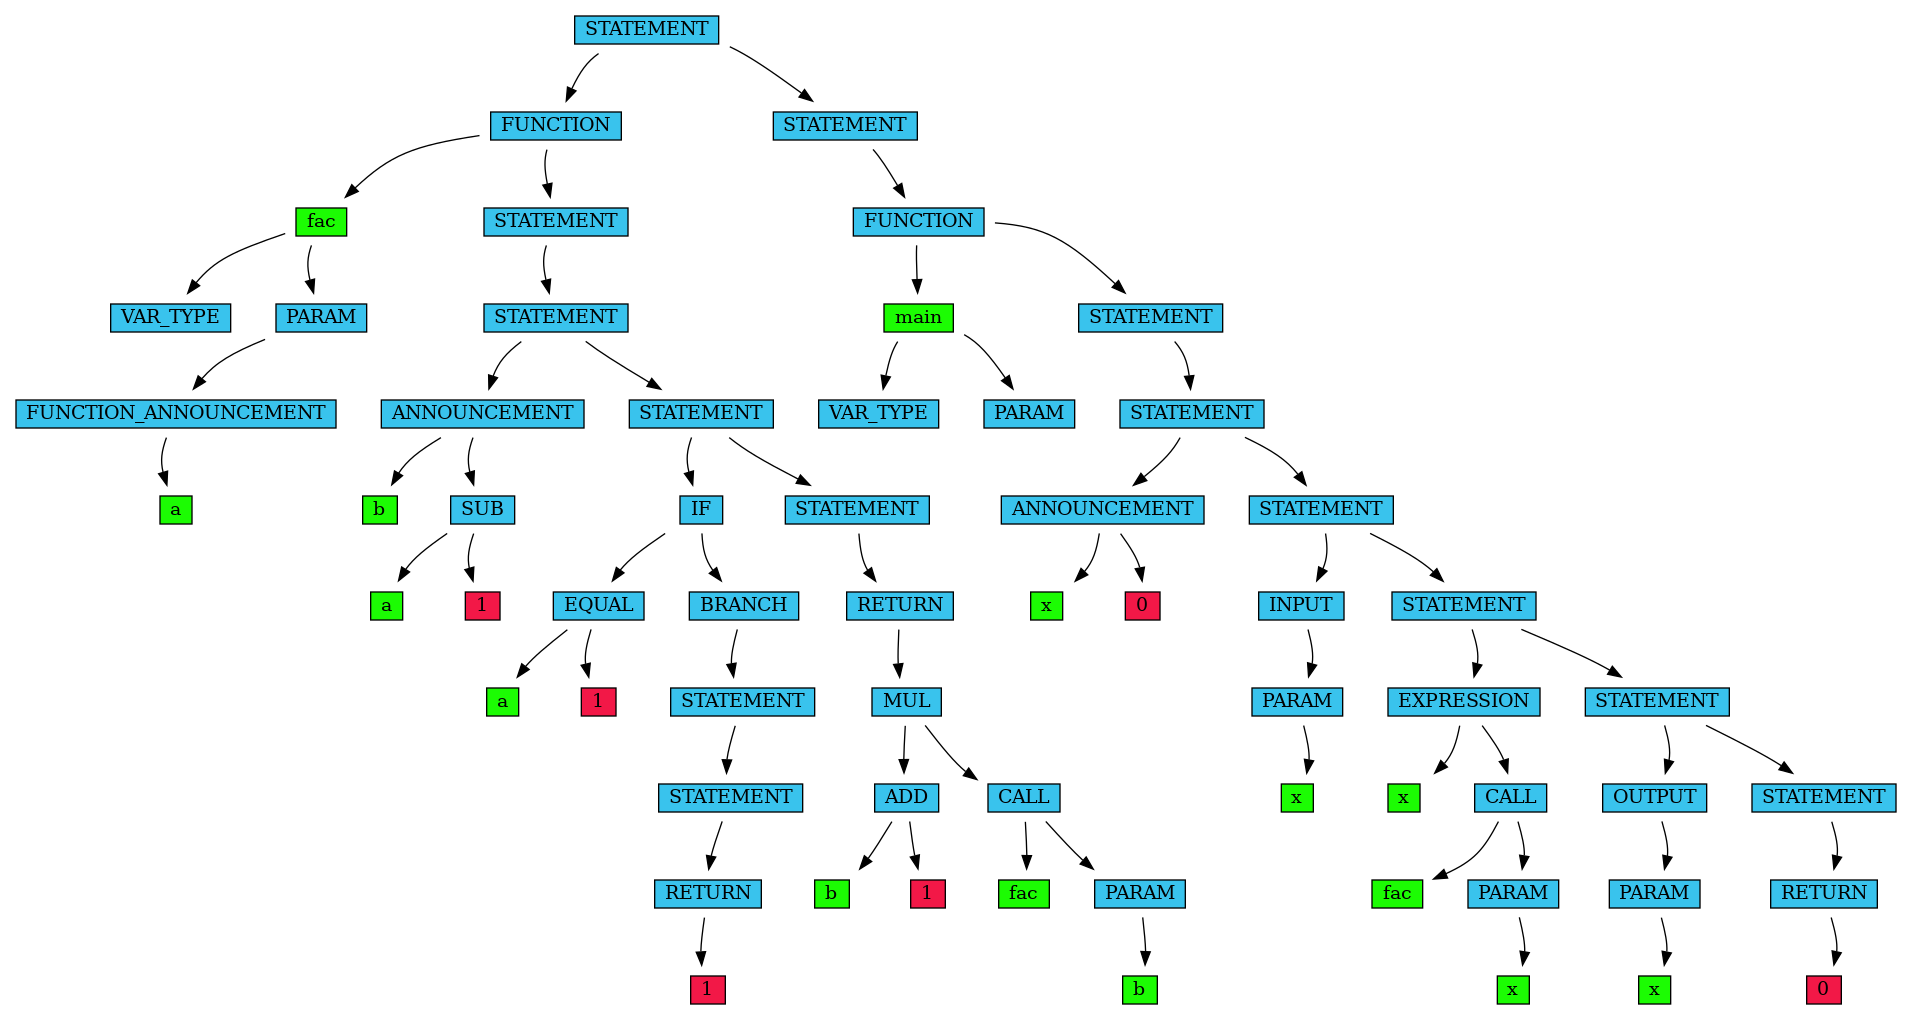 STATEMENT
FUNCTION STATEMENT
fac STATEMENT FUNCTION
VAR_TYPE PARAM STATEMENT main STATEMENT
FUNCTION_ANNOUNCEMENT ANNOUNCEMENT STATEMENT VAR_TYPE PARAM STATEMENT
a b SUB IF STATEMENT ANNOUNCEMENT STATEMENT
a 1 EQUAL BRANCH RETURN x 0 INPUT STATEMENT
a 1 STATEMENT MUL PARAM EXPRESSION STATEMENT
STATEMENT ADD CALL x x CALL OUTPUT STATEMENT
RETURN b 1 fac PARAM fac PARAM PARAM RETURN
1 b x x 0